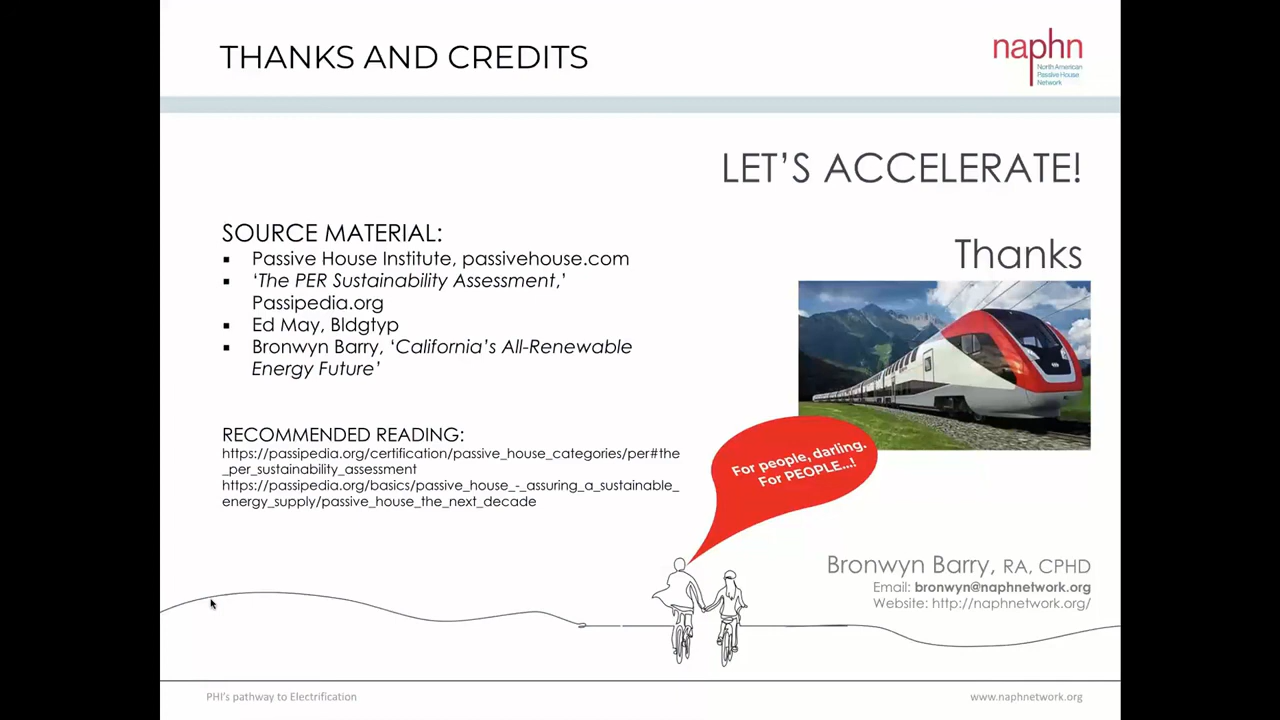 THANKS AND CREDITS
naphn
North American
Passive House
Network
LET'S ACCELERATE!
SOURCE MATERIAL:
▪ Passive House Institute, passivehouse.com
▪ ‘The PER Sustainability Assessment,’
Passipedia.org
▪ Ed May, Bldgtyp
▪ Bronwyn Barry, ‘California’s All-Renewable
Energy Future’
Thanks
RECOMMENDED READING:
https://passipedia.org/certification/passive_house_categories/per#the
_per_sustainability_assessment
https://passipedia.org/basics/passive_house_-_assuring_a_sustainable_
energy_supply/passive_house_the_next_decade
For people, darling.
For PEOPLE...!
Bronwyn Barry, RA, CPHD
Email: bronwyn@naphnetwork.org
Website: http://naphnetwork.org/
PHI's pathway to Electrification
www.naphnetwork.org